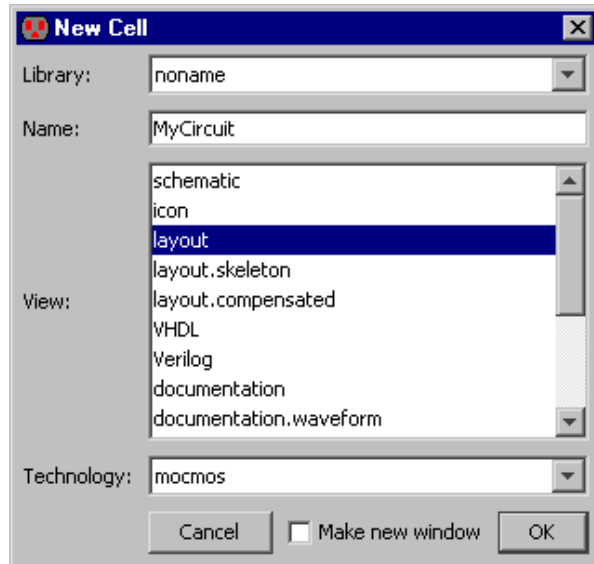 New Cell
Library: noname
Name: MyCircuit
schematic
icon
layout
layout.skeleton
layout.compensated
View:
VHDL
Verilog
documentation
documentation.waveform
Technology: mocmos
Cancel Make new window OK